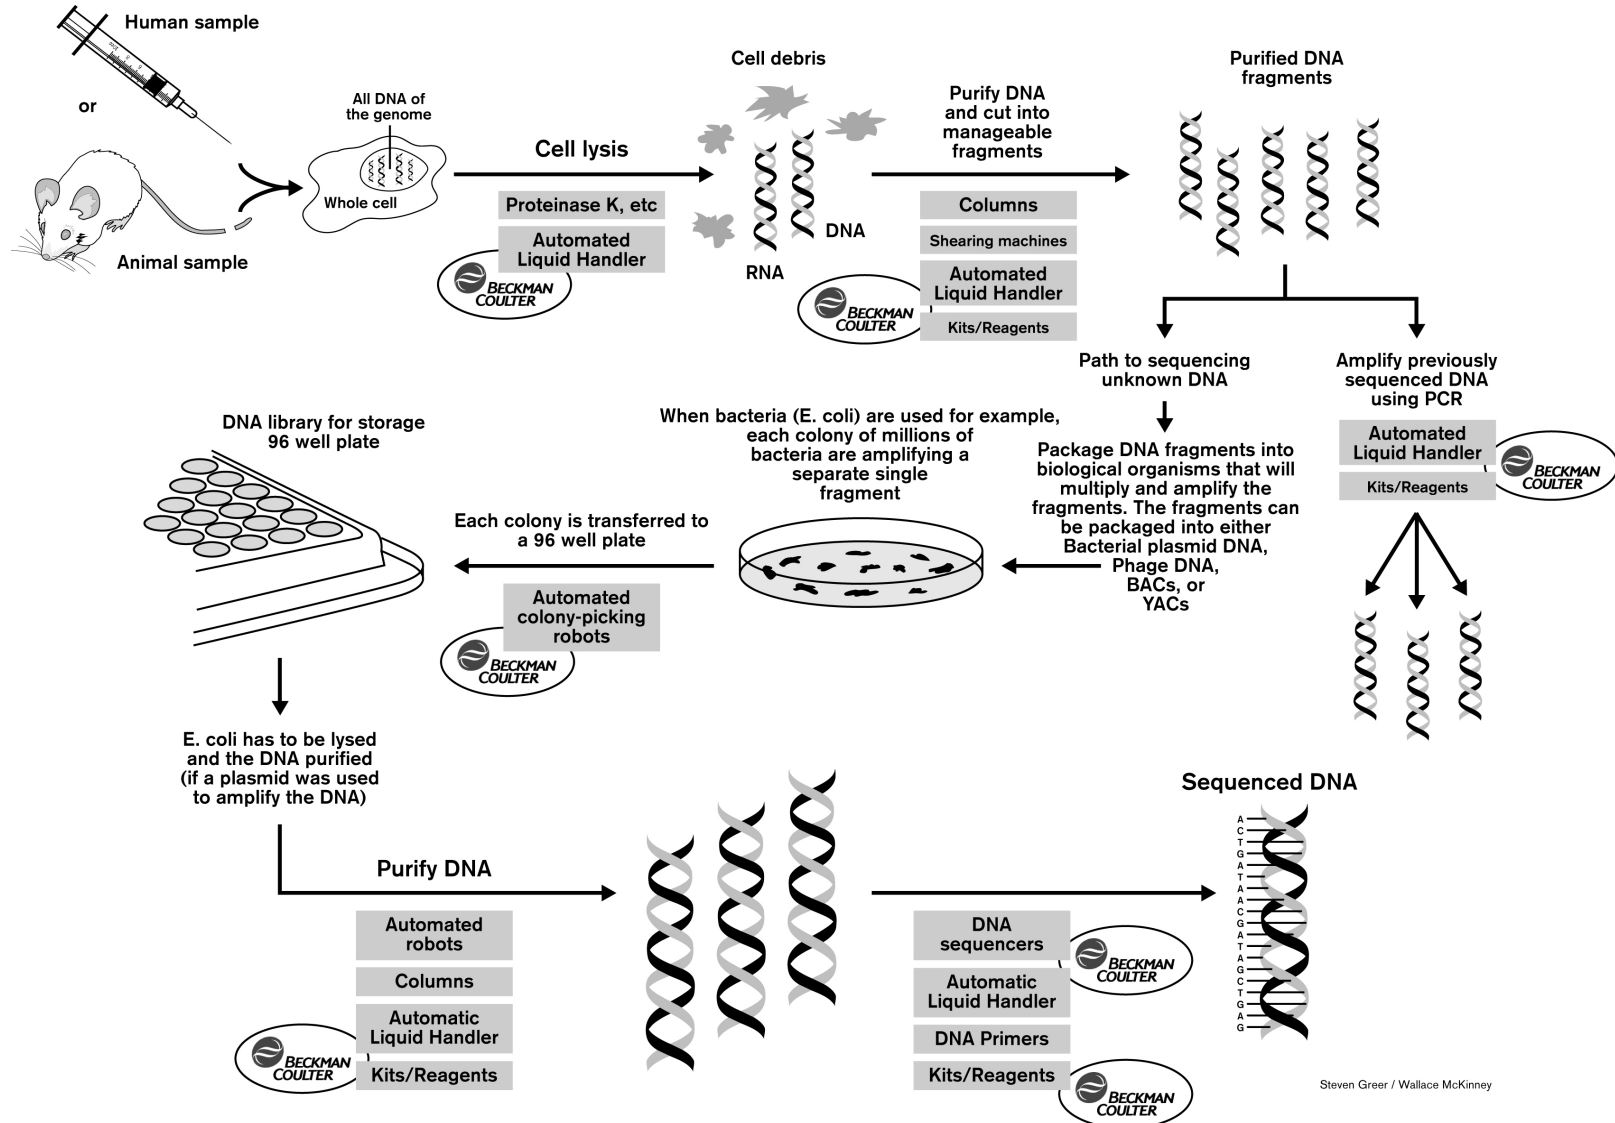 Human sample
or
Animal sample
All DNA of
the genome
Whole cell
Cell lysis
Proteinase K, etc
Automated
Liquid Handler
BECKMAN
COULTER
Cell debris
RNA
DNA
Purify DNA
and cut into
manageable
fragments
Columns
Shearing machines
Automated
Liquid Handler
Kits/Reagents
BECKMAN
COULTER
Purified DNA
fragments
Path to sequencing
unknown DNA
Amplify previously
sequenced DNA
using PCR
Automated
Liquid Handler
Kits/Reagents
BECKMAN
COULTER
Package DNA fragments into
biological organisms that will
multiply and amplify the
fragments. The fragments can
be packaged into either
Bacterial plasmid DNA,
Phage DNA,
BACs, or
YACs
When bacteria (E. coli) are used for example,
each colony of millions of
bacteria are amplifying a
separate single
fragment
Each colony is transferred to
a 96 well plate
Automated
colony-picking
robots
BECKMAN
COULTER
DNA library for storage
96 well plate
E. coli has to be lysed
and the DNA purified
(if a plasmid was used
to amplify the DNA)
Purify DNA
Automated
robots
Columns
Automatic
Liquid Handler
Kits/Reagents
BECKMAN
COULTER
DNA
sequencers
Automatic
Liquid Handler
DNA Primers
Kits/Reagents
BECKMAN
COULTER
BECKMAN
COULTER
Sequenced DNA
A
C
T
G
A
T
A
A
C
G
A
T
A
G
C
T
G
A
G
Steven Greer / Wallace McKinney